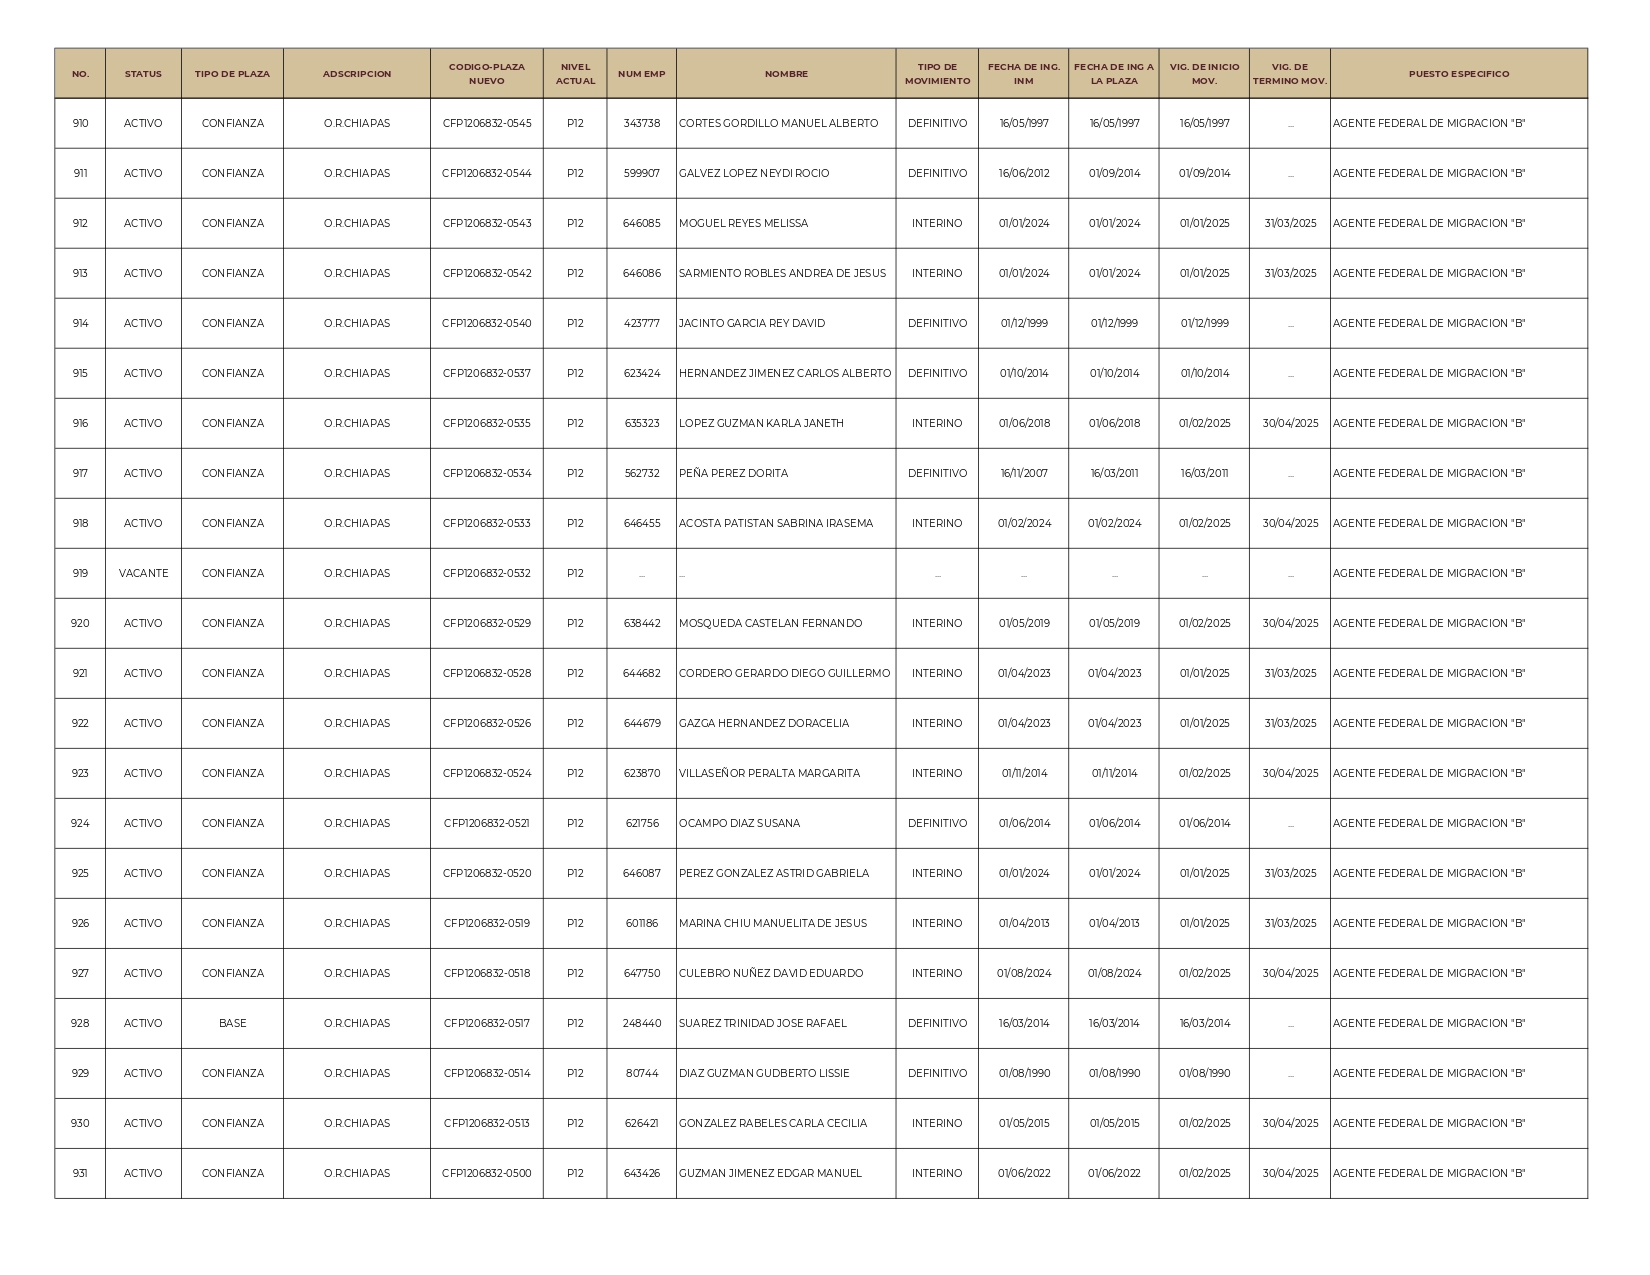 NO. STATUS TIPO DE PLAZA ADSCRIPCION CODIGO-PLAZA NUEVO NIVEL ACTUAL NUM EMP NOMBRE TIPO DE MOVIMIENTO FECHA DE ING. INM FECHA DE ING A LA PLAZA VIG. DE INICIO MOV. VIG. DE TERMINO MOV. PUESTO ESPECIFICO
910 ACTIVO CONFIANZA O.R.CHIAPAS CFP1206832-0545 P12 343738 CORTES GORDILLO MANUEL ALBERTO DEFINITIVO 16/05/1997 16/05/1997 16/05/1997 ... AGENTE FEDERAL DE MIGRACION "B"
911 ACTIVO CONFIANZA O.R.CHIAPAS CFP1206832-0544 P12 599907 GALVEZ LOPEZ NEYDI ROCIO DEFINITIVO 16/06/2012 01/09/2014 01/09/2014 ... AGENTE FEDERAL DE MIGRACION "B"
912 ACTIVO CONFIANZA O.R.CHIAPAS CFP1206832-0543 P12 646085 MOGUEL REYES MELISSA INTERINO 01/01/2024 01/01/2024 01/01/2025 31/03/2025 AGENTE FEDERAL DE MIGRACION "B"
913 ACTIVO CONFIANZA O.R.CHIAPAS CFP1206832-0542 P12 646086 SARMIENTO ROBLES ANDREA DE JESUS INTERINO 01/01/2024 01/01/2024 01/01/2025 31/03/2025 AGENTE FEDERAL DE MIGRACION "B"
914 ACTIVO CONFIANZA O.R.CHIAPAS CFP1206832-0540 P12 423777 JACINTO GARCIA REY DAVID DEFINITIVO 01/12/1999 01/12/1999 01/12/1999 ... AGENTE FEDERAL DE MIGRACION "B"
915 ACTIVO CONFIANZA O.R.CHIAPAS CFP1206832-0537 P12 623424 HERNANDEZ JIMENEZ CARLOS ALBERTO DEFINITIVO 01/10/2014 01/10/2014 01/10/2014 ... AGENTE FEDERAL DE MIGRACION "B"
916 ACTIVO CONFIANZA O.R.CHIAPAS CFP1206832-0535 P12 635323 LOPEZ GUZMAN KARLA JANETH INTERINO 01/06/2018 01/06/2018 01/02/2025 30/04/2025 AGENTE FEDERAL DE MIGRACION "B"
917 ACTIVO CONFIANZA O.R.CHIAPAS CFP1206832-0534 P12 562732 PEÑA PEREZ DORITA DEFINITIVO 16/11/2007 16/03/2011 16/03/2011 ... AGENTE FEDERAL DE MIGRACION "B"
918 ACTIVO CONFIANZA O.R.CHIAPAS CFP1206832-0533 P12 646455 ACOSTA PATISTAN SABRINA IRASEMA INTERINO 01/02/2024 01/02/2024 01/02/2025 30/04/2025 AGENTE FEDERAL DE MIGRACION "B"
919 VACANTE CONFIANZA O.R.CHIAPAS CFP1206832-0532 P12 ... ... ... ... ... ... ... AGENTE FEDERAL DE MIGRACION "B"
920 ACTIVO CONFIANZA O.R.CHIAPAS CFP1206832-0529 P12 638442 MOSQUEDA CASTELAN FERNANDO INTERINO 01/05/2019 01/05/2019 01/02/2025 30/04/2025 AGENTE FEDERAL DE MIGRACION "B"
921 ACTIVO CONFIANZA O.R.CHIAPAS CFP1206832-0528 P12 644682 CORDERO GERARDO DIEGO GUILLERMO INTERINO 01/04/2023 01/04/2023 01/01/2025 31/03/2025 AGENTE FEDERAL DE MIGRACION "B"
922 ACTIVO CONFIANZA O.R.CHIAPAS CFP1206832-0526 P12 644679 GAZGA HERNANDEZ DORACELIA INTERINO 01/04/2023 01/04/2023 01/01/2025 31/03/2025 AGENTE FEDERAL DE MIGRACION "B"
923 ACTIVO CONFIANZA O.R.CHIAPAS CFP1206832-0524 P12 623870 VILLASEÑOR PERALTA MARGARITA INTERINO 01/11/2014 01/11/2014 01/02/2025 30/04/2025 AGENTE FEDERAL DE MIGRACION "B"
924 ACTIVO CONFIANZA O.R.CHIAPAS CFP1206832-0521 P12 621756 OCAMPO DIAZ SUSANA DEFINITIVO 01/06/2014 01/06/2014 01/06/2014 ... AGENTE FEDERAL DE MIGRACION "B"
925 ACTIVO CONFIANZA O.R.CHIAPAS CFP1206832-0520 P12 646087 PEREZ GONZALEZ ASTRID GABRIELA INTERINO 01/01/2024 01/01/2024 01/01/2025 31/03/2025 AGENTE FEDERAL DE MIGRACION "B"
926 ACTIVO CONFIANZA O.R.CHIAPAS CFP1206832-0519 P12 601186 MARINA CHIU MANUELITA DE JESUS INTERINO 01/04/2013 01/04/2013 01/01/2025 31/03/2025 AGENTE FEDERAL DE MIGRACION "B"
927 ACTIVO CONFIANZA O.R.CHIAPAS CFP1206832-0518 P12 647750 CULEBRO NUÑEZ DAVID EDUARDO INTERINO 01/08/2024 01/08/2024 01/02/2025 30/04/2025 AGENTE FEDERAL DE MIGRACION "B"
928 ACTIVO BASE O.R.CHIAPAS CFP1206832-0517 P12 248440 SUAREZ TRINIDAD JOSE RAFAEL DEFINITIVO 16/03/2014 16/03/2014 16/03/2014 ... AGENTE FEDERAL DE MIGRACION "B"
929 ACTIVO CONFIANZA O.R.CHIAPAS CFP1206832-0514 P12 80744 DIAZ GUZMAN GUDBERTO LISSIE DEFINITIVO 01/08/1990 01/08/1990 01/08/1990 ... AGENTE FEDERAL DE MIGRACION "B"
930 ACTIVO CONFIANZA O.R.CHIAPAS CFP1206832-0513 P12 626421 GONZALEZ RABELES CARLA CECILIA INTERINO 01/05/2015 01/05/2015 01/02/2025 30/04/2025 AGENTE FEDERAL DE MIGRACION "B"
931 ACTIVO CONFIANZA O.R.CHIAPAS CFP1206832-0500 P12 643426 GUZMAN JIMENEZ EDGAR MANUEL INTERINO 01/06/2022 01/06/2022 01/02/2025 30/04/2025 AGENTE FEDERAL DE MIGRACION "B"